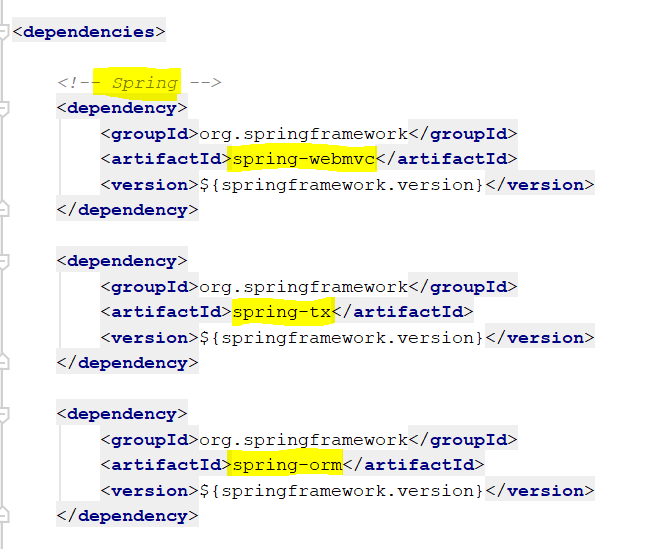 <dependencies>
<!-- Spring -->
<dependency>
<groupId>org.springframework</groupId>
<artifactId>spring-webmvc</artifactId>
<version>${springframework.version}</version>
</dependency>
<dependency>
<groupId>org.springframework</groupId>
<artifactId>spring-tx</artifactId>
<version>${springframework.version}</version>
</dependency>
<dependency>
<groupId>org.springframework</groupId>
<artifactId>spring-orm</artifactId>
<version>${springframework.version}</version>
</dependency>